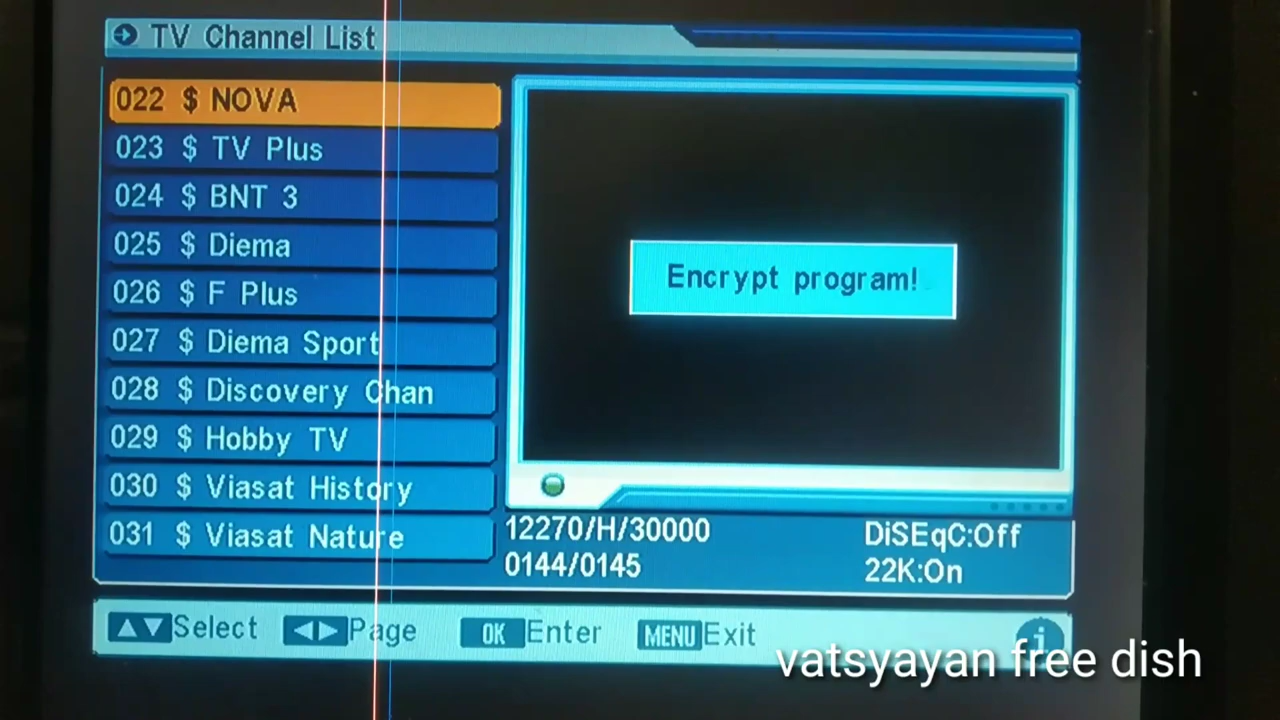 TV Channel List
022 $ NOVA
023 $ TV Plus
024 $ BNT 3
025 $ Diema
026 $ F Plus
027 $ Diema Sport
028 $ Discovery Chan
029 $ Hobby TV
030 $ Viasat History
031 $ Viasat Nature
Encrypt program!
12270/H/30000
DiSEqC:Off
0144/0145
22K:On
Select Page OK Enter MENU Exit i
vatsyayan free dish